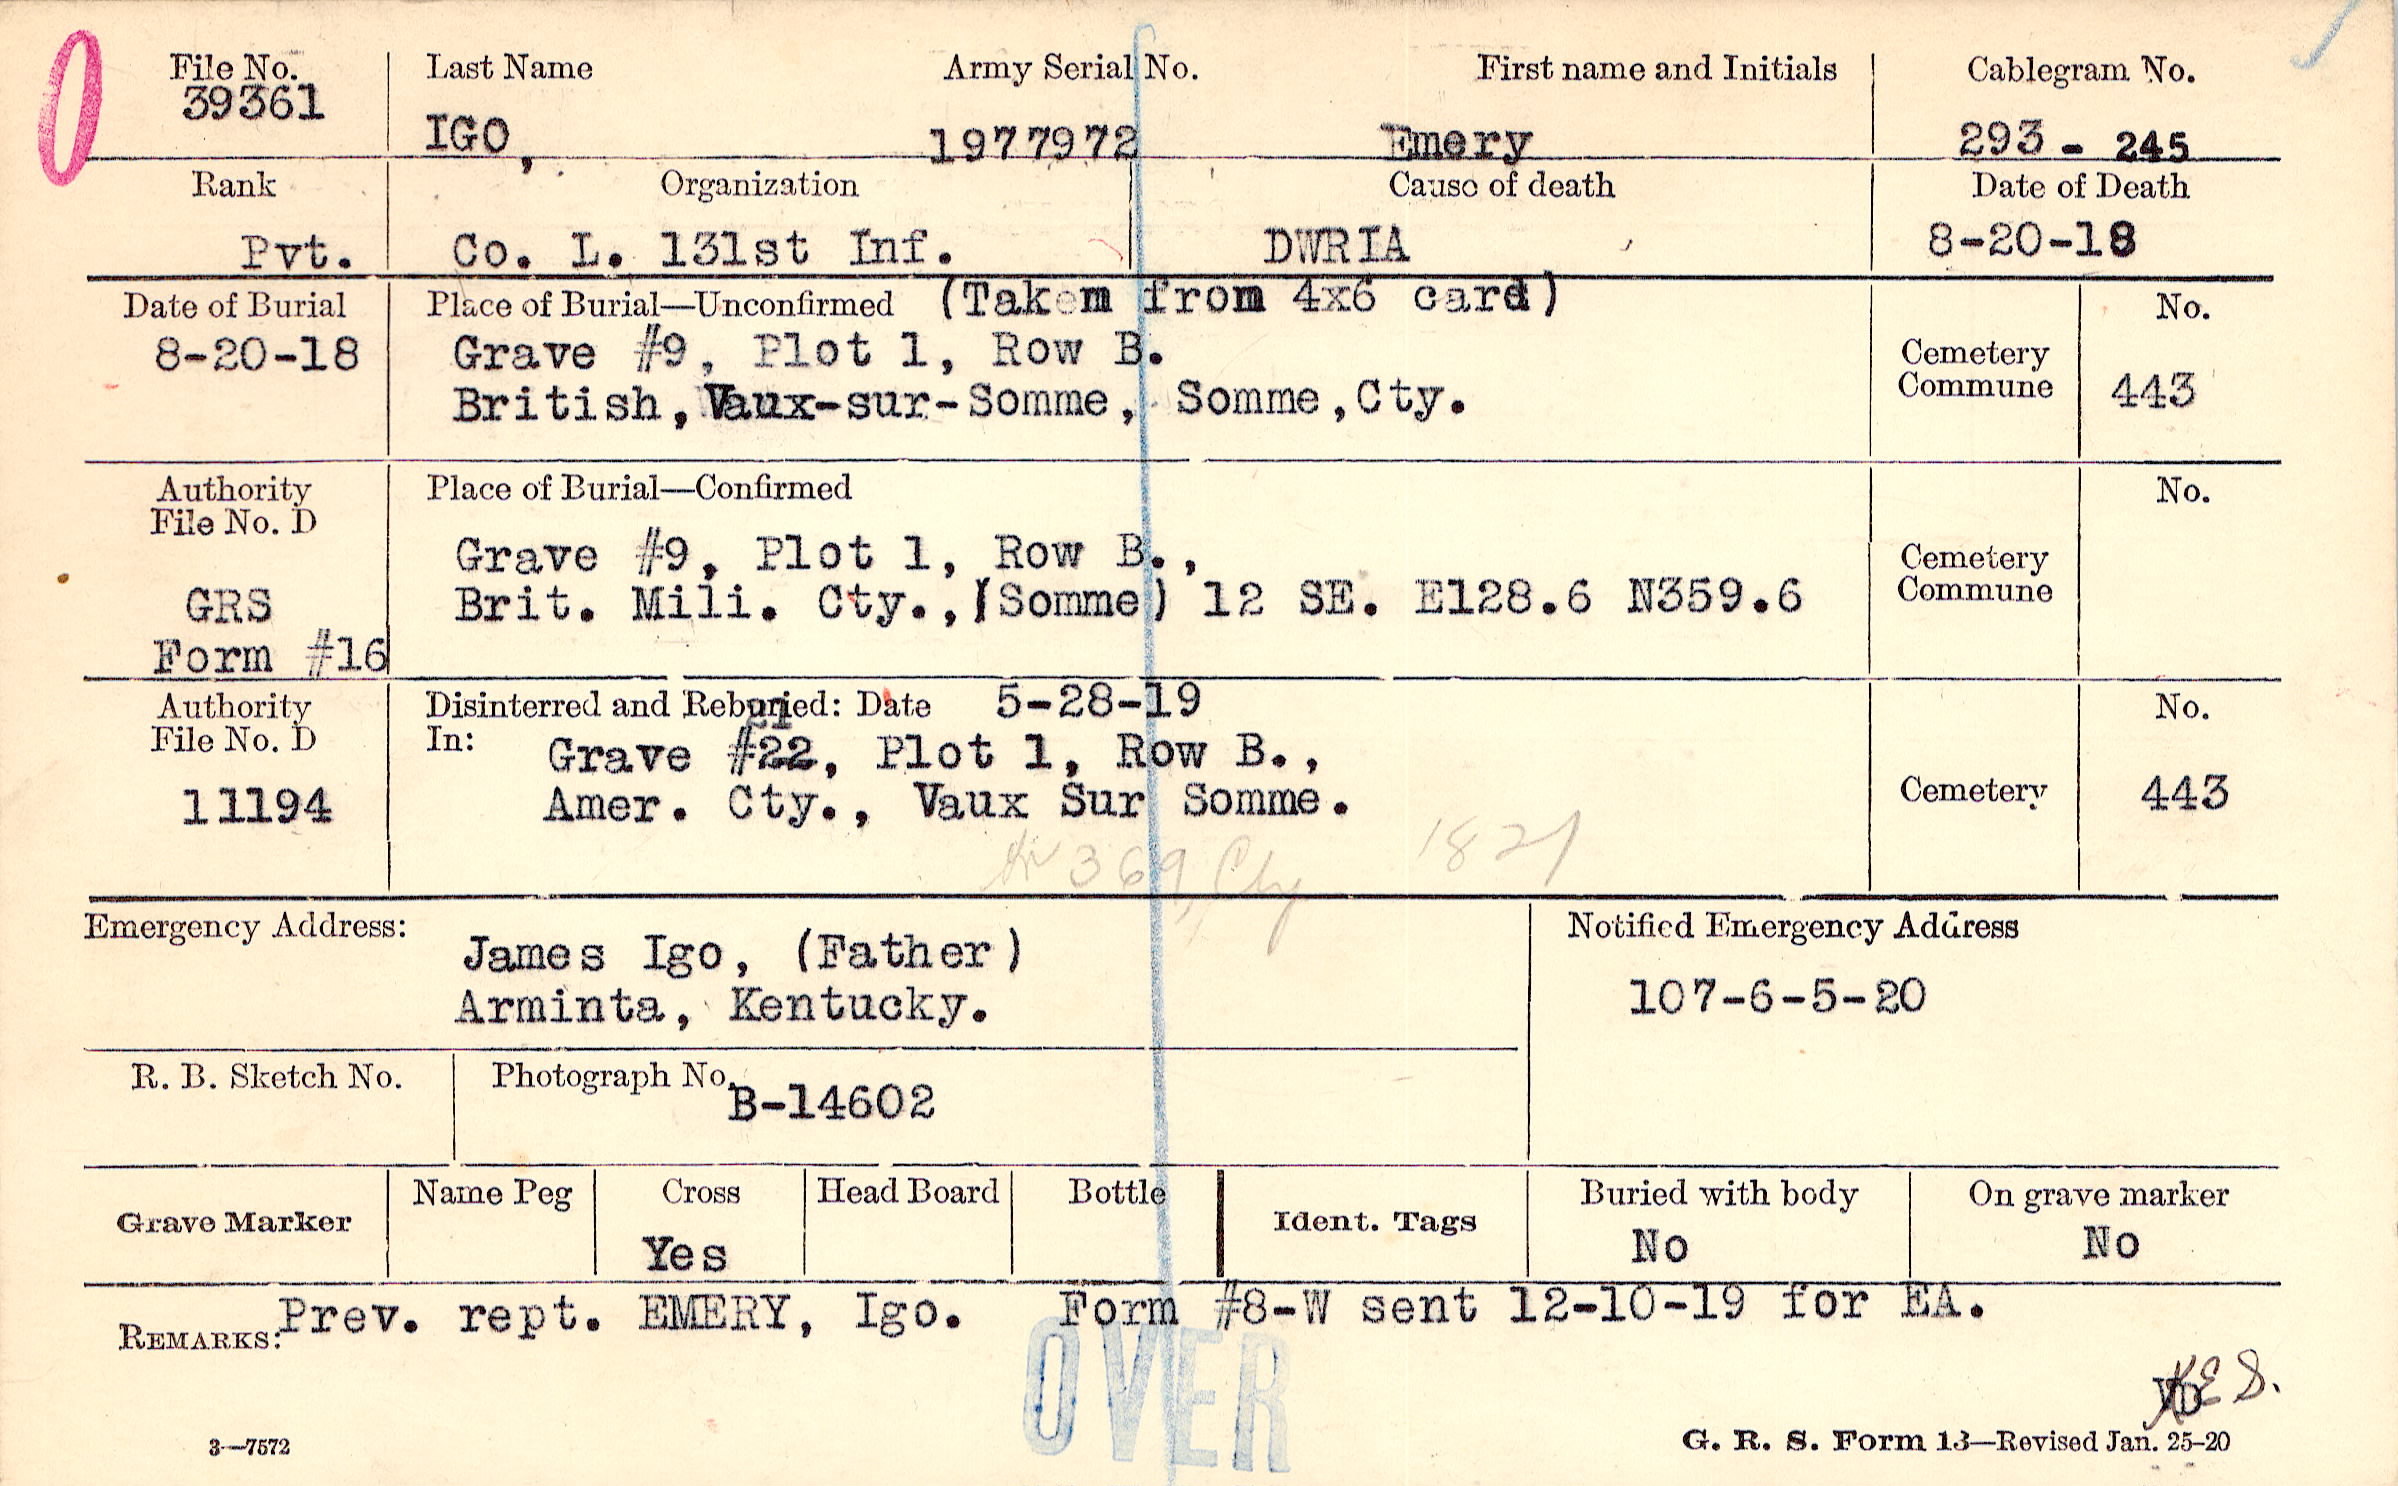 File No. Last Name Army Serial No. First name and Initials Cablegram No.
39361 IGO, 1977972 Emery 293 - 245
Rank Organization Cause of death Date of Death
Pvt. Co. L. 131st Inf. DWRIA 8-20-18
Date of Burial Place of Burial—Unconfirmed (Takem from 4x6 card) No.
8-20-18 Grave #9, Plot 1, Row B. Cemetery
British, Vaux-sur-Somme, Somme, Cty. Commune 443
Authority Place of Burial—Confirmed No.
File No. D
Grave #9, Plot 1, Row B., Cemetery
GRS Brit. Mili. Cty., (Somme) 12 SE. E128.6 N359.6 Commune
Form #16
Authority Disinterred and Reburied: Date 5-28-19 No.
File No. D In: 21
Grave #22, Plot 1, Row B.,
11194 Amer. Cty., Vaux Sur Somme. Cemetery 443
369, 1821
Emergency Address: Notified Emergency Address
James Igo, (Father)
Arminta, Kentucky. 107-6-5-20
R. B. Sketch No. Photograph No.
B-14602
Grave Marker Name Peg Cross Head Board Bottle Ident. Tags Buried with body On grave marker
Yes No No
REMARKS: Prev. rept. EMERY, Igo. Form #8-W sent 12-10-19 for EA.
OVER
KES.
3—7572 G. R. S. Form 13—Revised Jan. 25-20